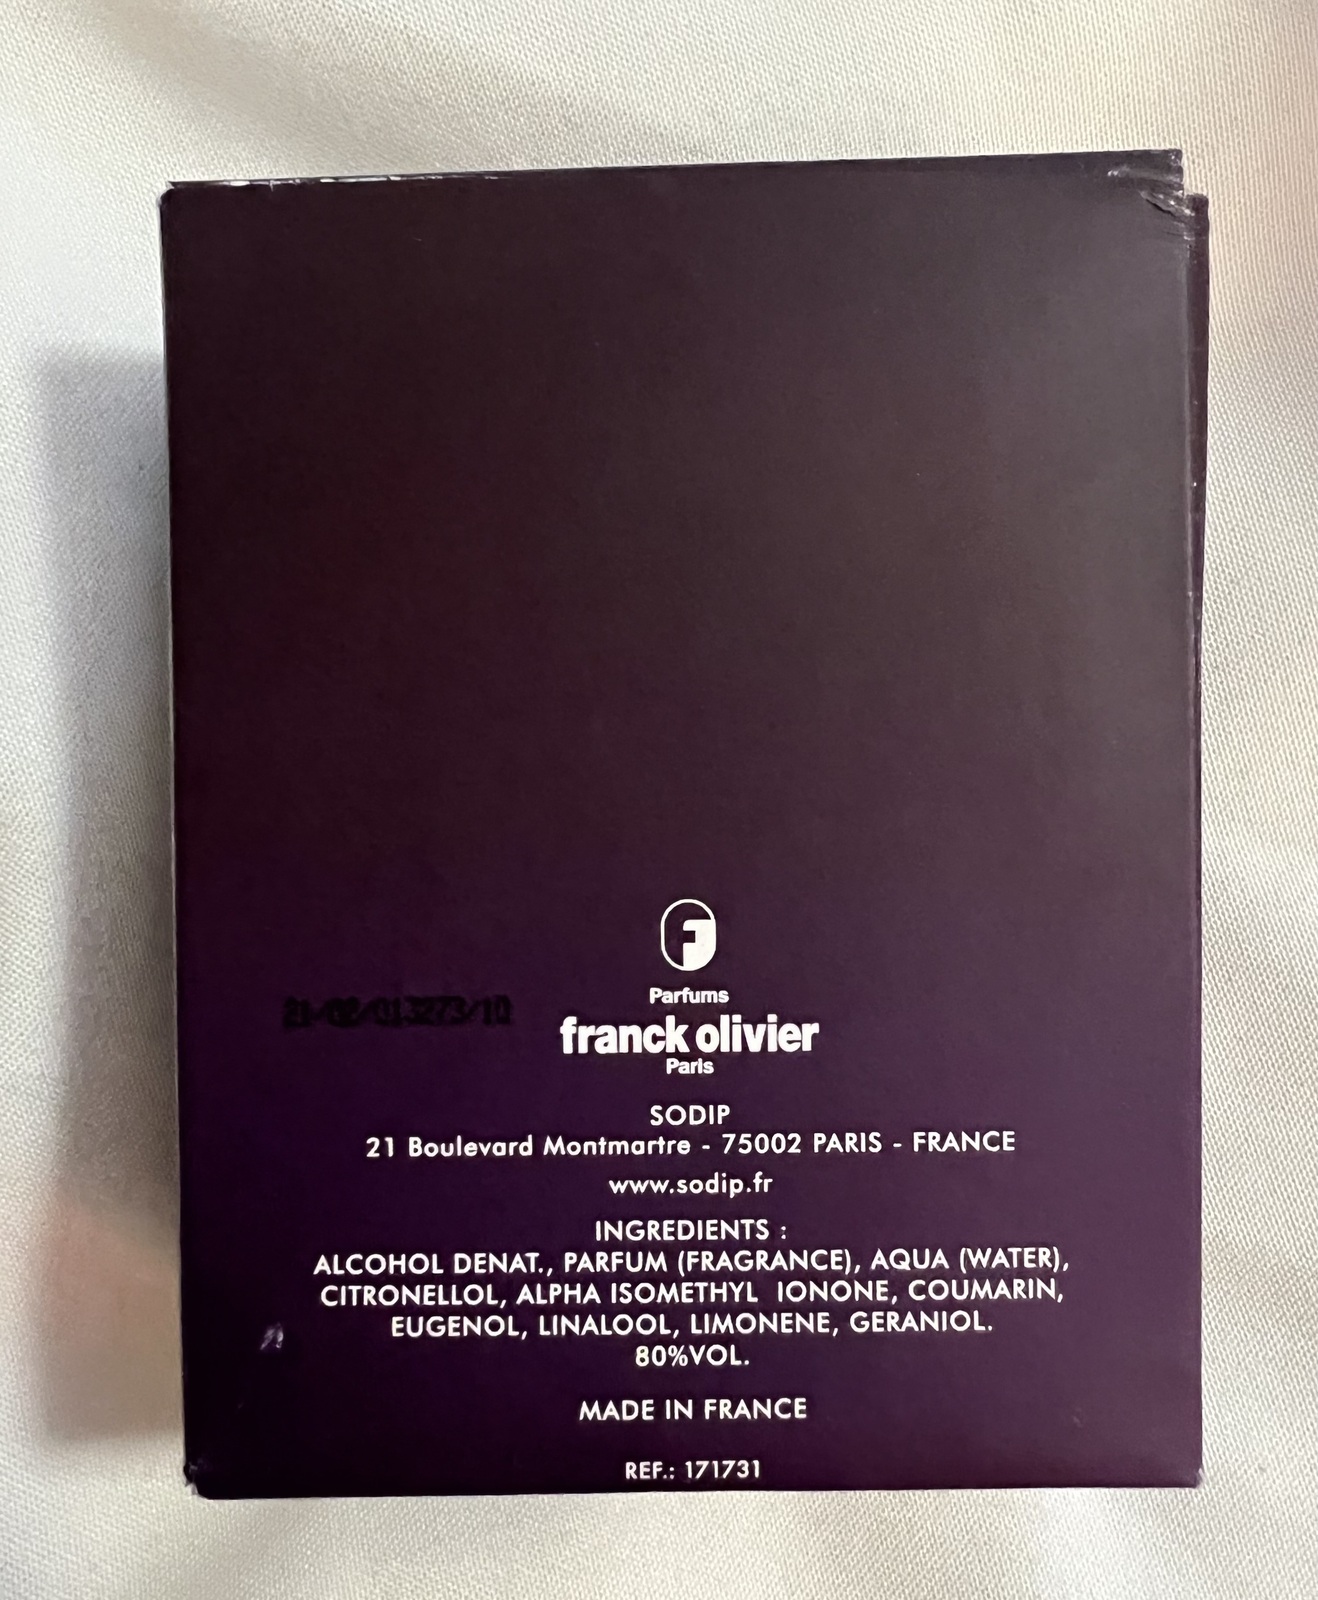 F
Parfums
franck olivier
Paris
SODIP
21 Boulevard Montmartre - 75002 PARIS - FRANCE
www.sodip.fr
INGREDIENTS :
ALCOHOL DENAT., PARFUM (FRAGRANCE), AQUA (WATER),
CITRONELLOL, ALPHA ISOMETHYL IONONE, COUMARIN,
EUGENOL, LINALOOL, LIMONENE, GERANIOL.
80%VOL.
MADE IN FRANCE
REF.: 171731